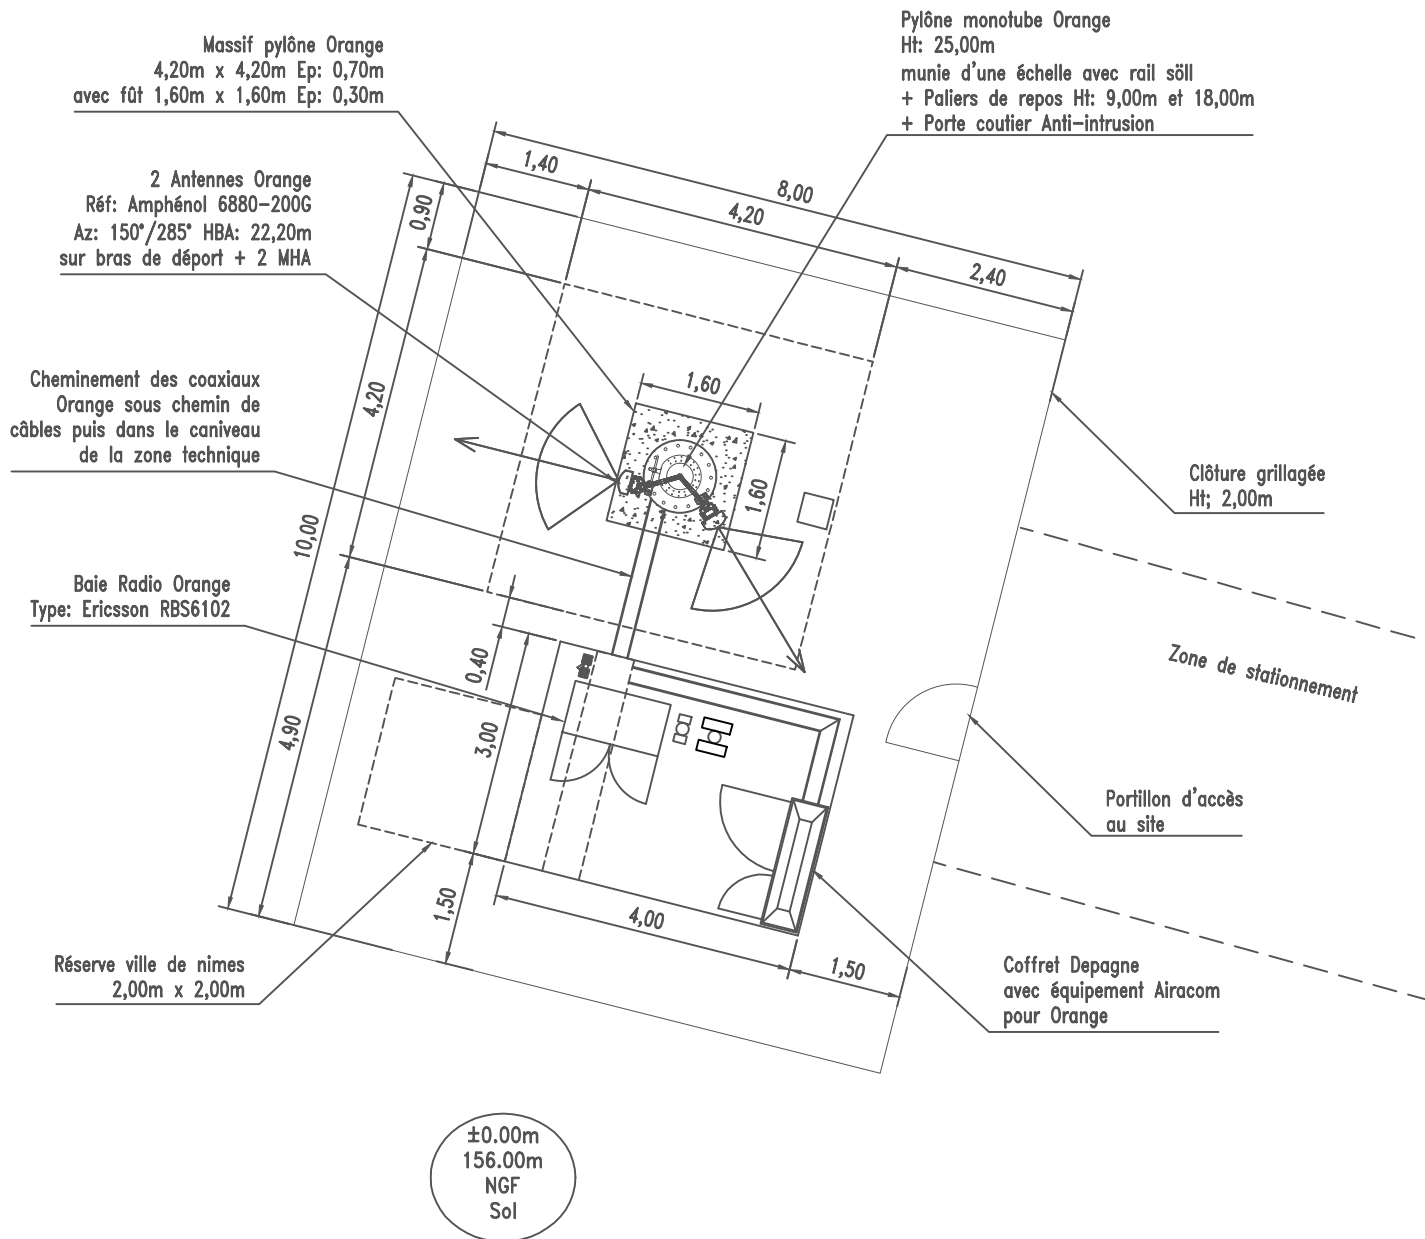 Massif pylône Orange
4,20m x 4,20m Ep: 0,70m
avec fût 1,60m x 1,60m Ep: 0,30m
Pylône monotube Orange
Ht: 25,00m
munie d'une échelle avec rail söll
+ Paliers de repos Ht: 9,00m et 18,00m
+ Porte coutier Anti-intrusion
2 Antennes Orange
Réf: Amphénol 6880-200G
Az: 150°/285° HBA: 22,20m
sur bras de déport + 2 MHA
1,40
8,00
4,20
2,40
0,90
4,20
10,00
4,90
1,60
1,60
Cheminement des coaxiaux
Orange sous chemin de
câbles puis dans le caniveau
de la zone technique
Clôture grillagée
Ht; 2,00m
Baie Radio Orange
Type: Ericsson RBS6102
0,40
3,00
1,50
4,00
1,50
Zone de stationnement
Portillon d'accès
au site
Réserve ville de nimes
2,00m x 2,00m
Coffret Depagne
avec équipement Airacom
pour Orange
±0.00m
156.00m
NGF
Sol